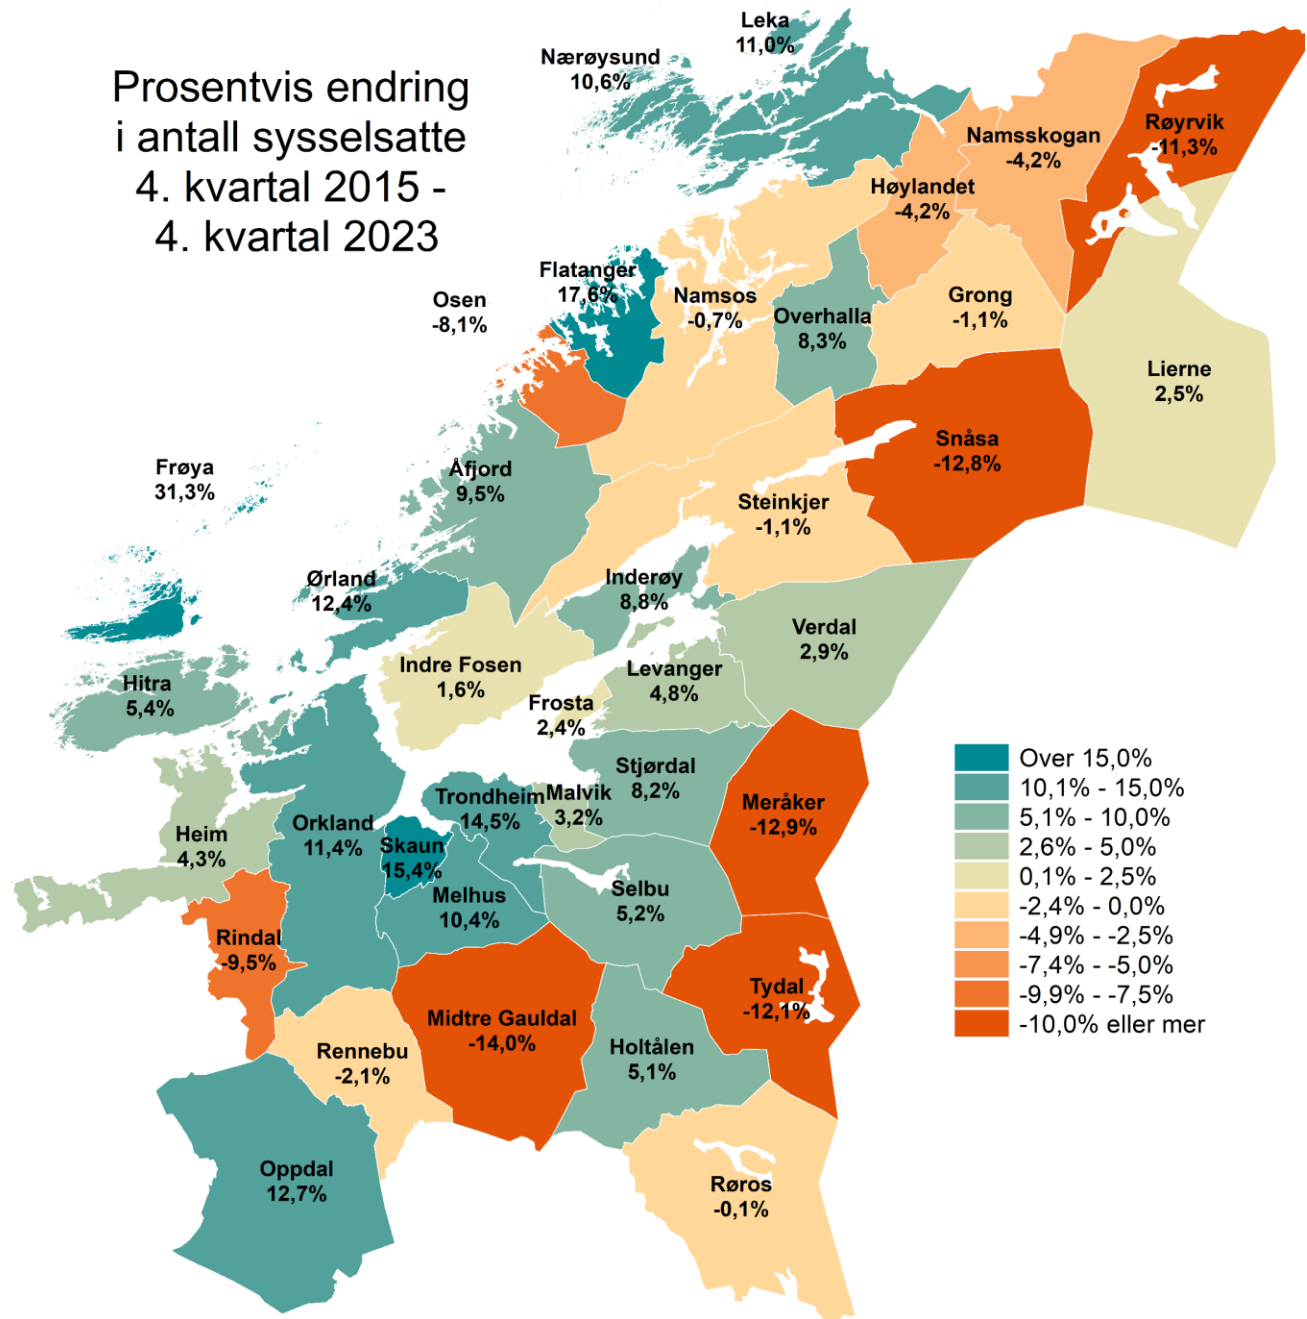 Prosentvis endring
i antall sysselsatte
4. kvartal 2015 -
4. kvartal 2023
Leka
11,0%
Nærøysund
10,6%
Namsskogan
-4,2%
Røyrvik
-11,3%
Høylandet
-4,2%
Flatanger
17,6%
Osen
-8,1%
Namsos
-0,7%
Overhalla
8,3%
Grong
-1,1%
Lierne
2,5%
Snåsa
-12,8%
Frøya
31,3%
Åfjord
9,5%
Steinkjer
-1,1%
Ørland
12,4%
Inderøy
8,8%
Verdal
2,9%
Indre Fosen
1,6%
Levanger
4,8%
Hitra
5,4%
Frosta
2,4%
Stjørdal
8,2%
Meråker
-12,9%
Trondheim
14,5%
Malvik
3,2%
Heim
4,3%
Orkland
11,4%
Skaun
15,4%
Melhus
10,4%
Selbu
5,2%
Rindal
-9,5%
Tydal
-12,1%
Midtre Gauldal
-14,0%
Holtålen
5,1%
Rennebu
-2,1%
Oppdal
12,7%
Røros
-0,1%
Over 15,0%
10,1% - 15,0%
5,1% - 10,0%
2,6% - 5,0%
0,1% - 2,5%
-2,4% - 0,0%
-4,9% - -2,5%
-7,4% - -5,0%
-9,9% - -7,5%
-10,0% eller mer